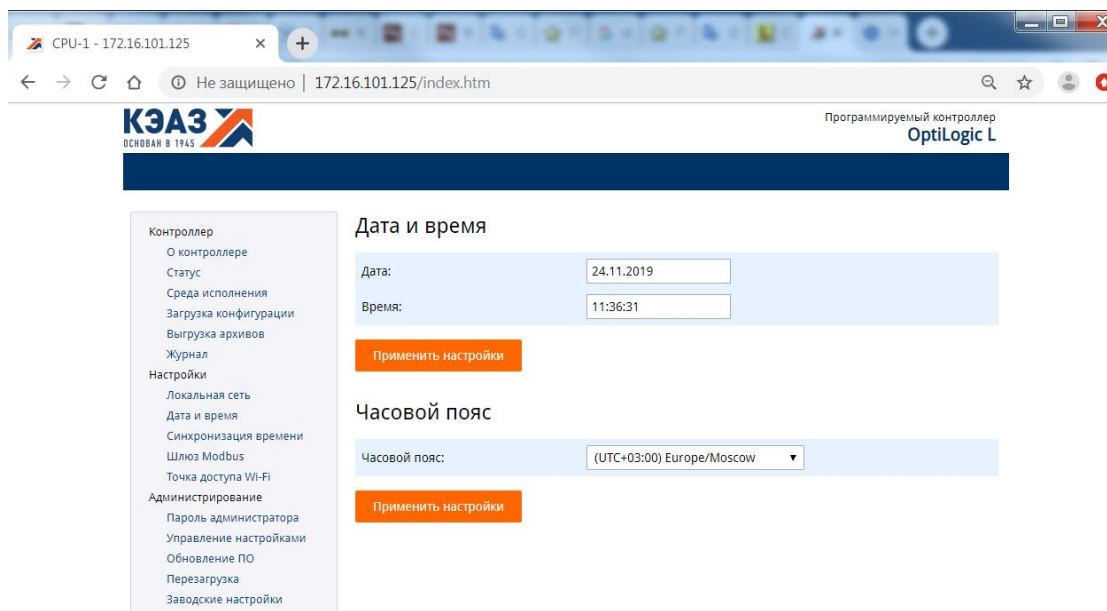 CPU-1 - 172.16.101.125
Не защищено | 172.16.101.125/index.htm
КЭАЗ
ОСНОВАН В 1945
Программируемый контроллер
OptiLogic L
Контроллер
О контроллере
Статус
Среда исполнения
Загрузка конфигурации
Выгрузка архивов
Журнал
Настройки
Локальная сеть
Дата и время
Синхронизация времени
Шлюз Modbus
Точка доступа Wi-Fi
Администрирование
Пароль администратора
Управление настройками
Обновление ПО
Перезагрузка
Заводские настройки
Дата и время
Дата: 24.11.2019
Время: 11:36:31
Применить настройки
Часовой пояс
Часовой пояс: (UTC+03:00) Europe/Moscow
Применить настройки